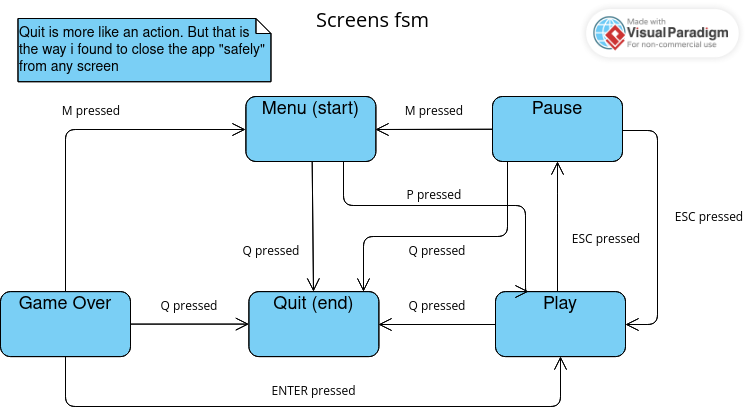 Screens fsm
Made with
Visual Paradigm
For non-commercial use
Quit is more like an action. But that is
the way i found to close the app "safely"
from any screen
M pressed
Menu (start)
M pressed
Pause
P pressed
ESC pressed
Q pressed
Q pressed
ESC pressed
Game Over
Q pressed
Quit (end)
Q pressed
Play
ENTER pressed